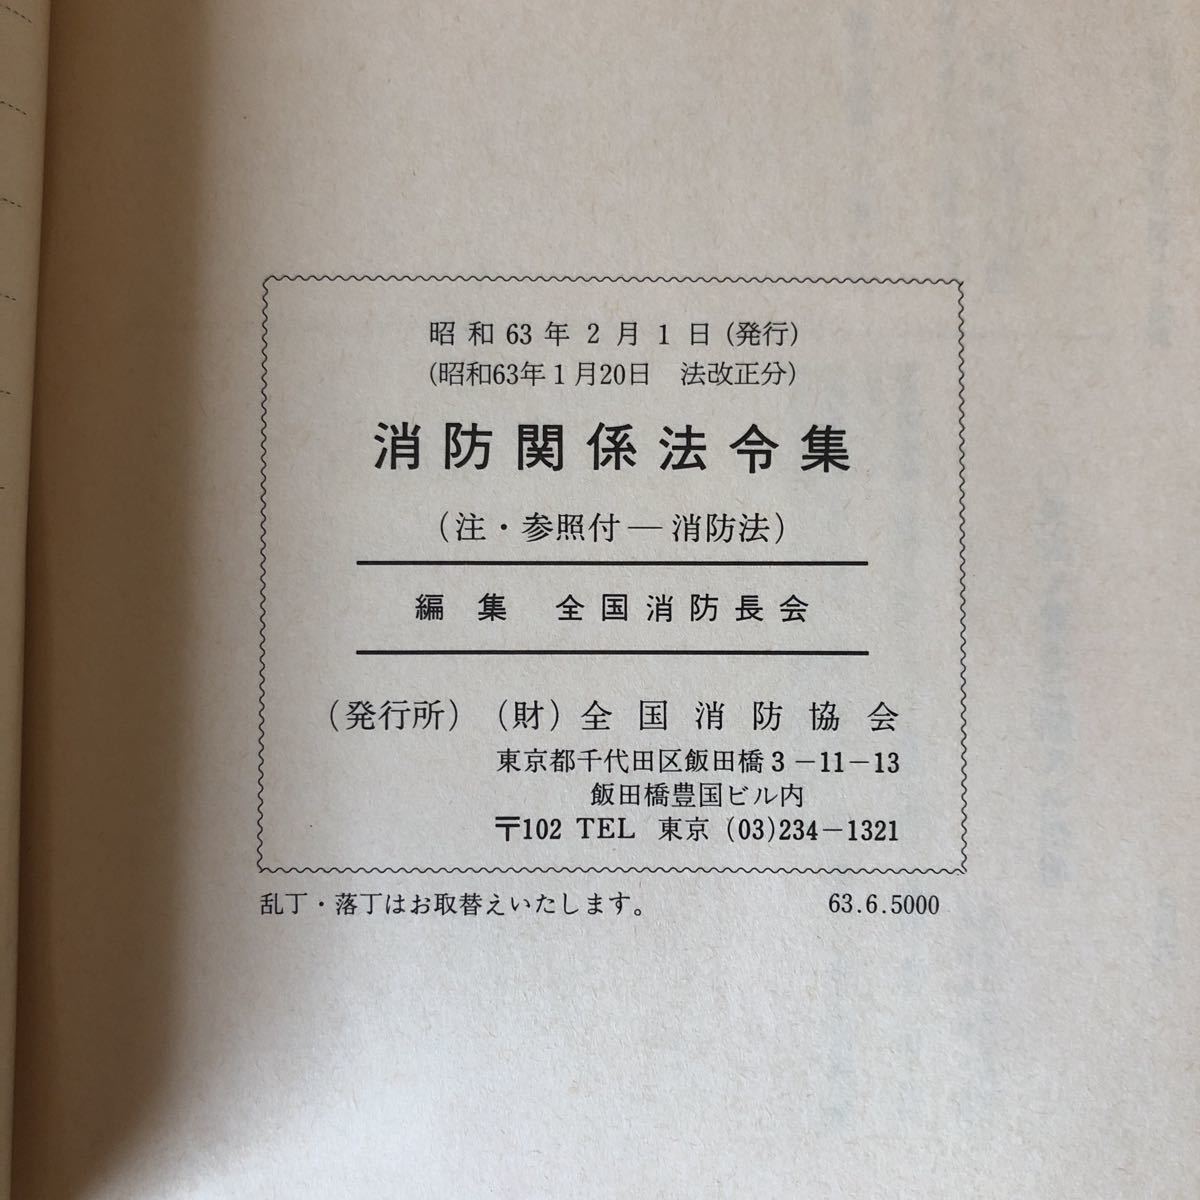 昭和63年2月1日(発行)
(昭和63年1月20日　法改正分)
消防関係法令集
(注・参照付―消防法)
編集　全国消防長会
(発行所)　(財)全国消防協会
東京都千代田区飯田橋3－11－13
飯田橋豊国ビル内
〒102 TEL 東京 (03)234－1321
乱丁・落丁はお取替えいたします。　63.6.5000